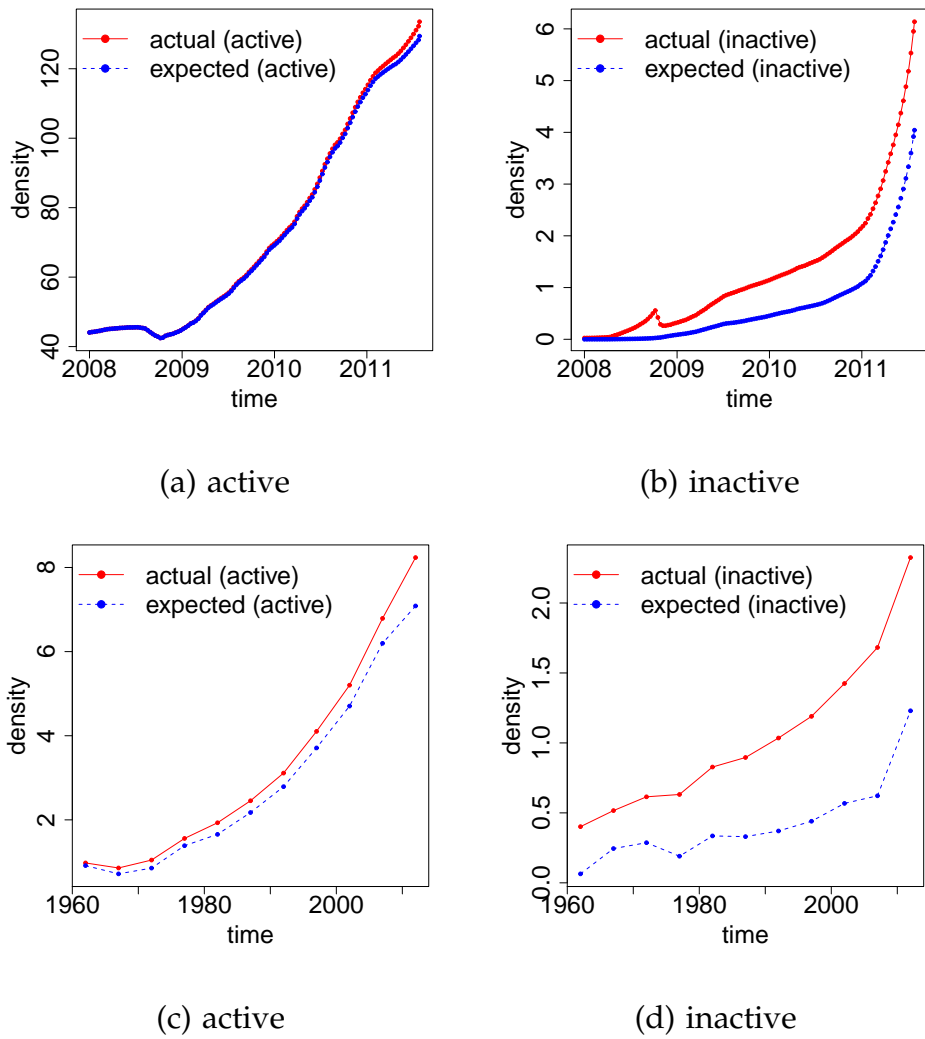 actual (active)
expected (active)
density
40 60 80 100 120
2008 2009 2010 2011
time
(a) active
actual (inactive)
expected (inactive)
density
0 1 2 3 4 5 6
2008 2009 2010 2011
time
(b) inactive
actual (active)
expected (active)
density
2 4 6 8
1960 1980 2000
time
(c) active
actual (inactive)
expected (inactive)
density
0.0 0.5 1.0 1.5 2.0
1960 1980 2000
time
(d) inactive